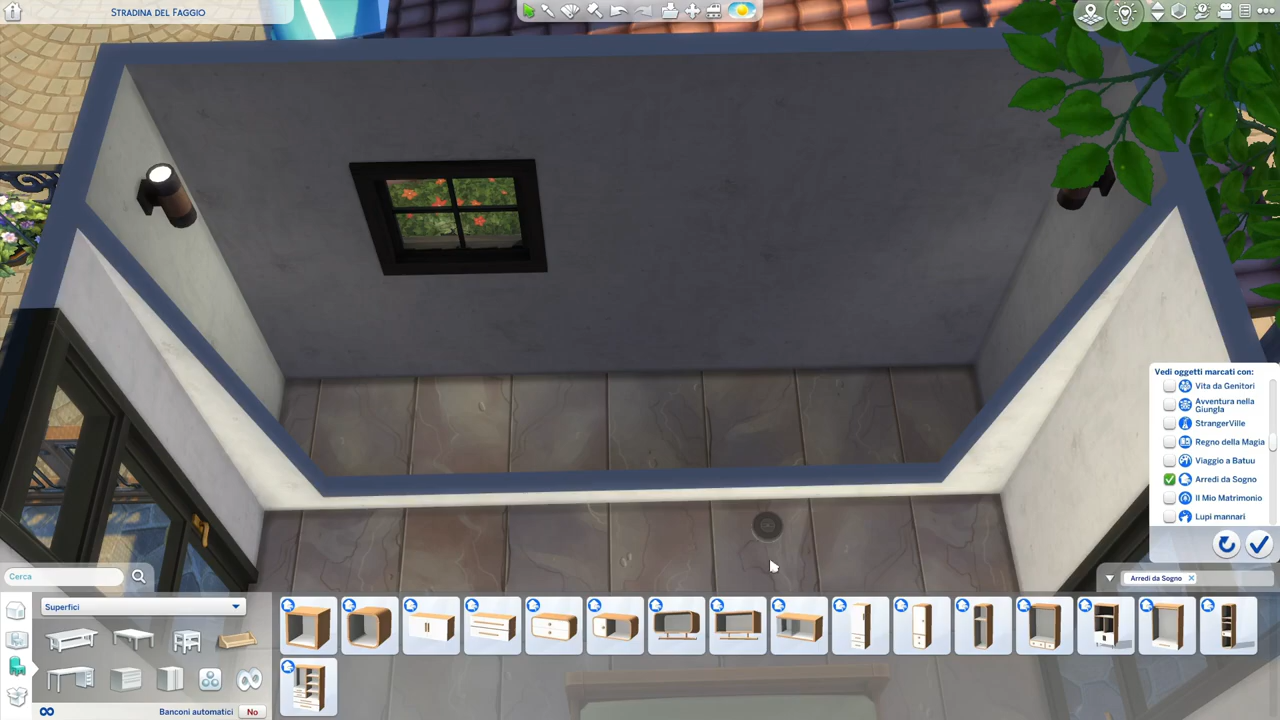 STRADINA DEL FAGGIO
Vedi oggetti marcati con:
Vita da Genitori
Avventura nella
Giungla
StrangerVille
Regno della Magia
Viaggio a Batuu
Arredi da Sogno
Il Mio Matrimonio
Lupi mannari
Arredi da Sogno
Cerca
Superfici
Banconi automatici
No